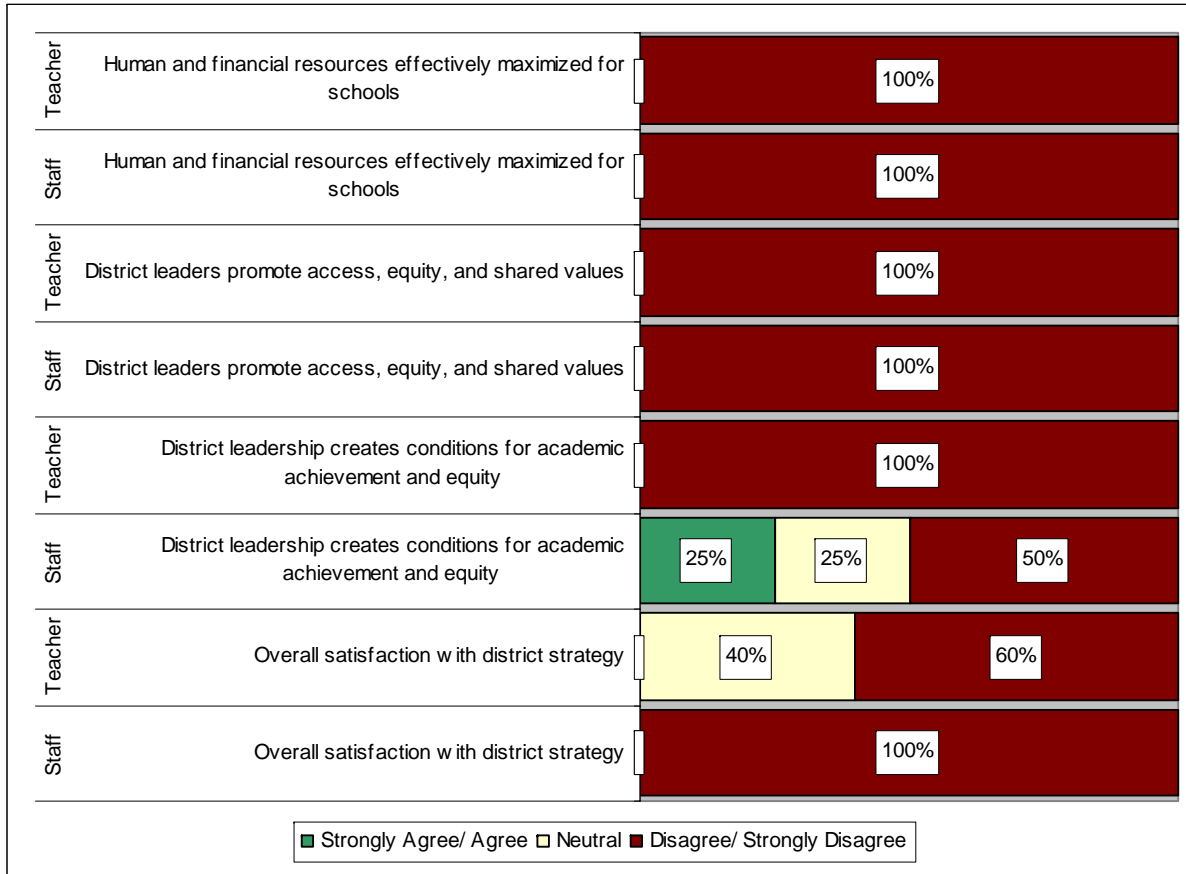 Teacher
Human and financial resources effectively maximized for
schools
100%
Staff
Human and financial resources effectively maximized for
schools
100%
Teacher
District leaders promote access, equity, and shared values
100%
Staff
District leaders promote access, equity, and shared values
100%
Teacher
District leadership creates conditions for academic
achievement and equity
100%
Staff
District leadership creates conditions for academic
achievement and equity
25% 25% 50%
Teacher
Overall satisfaction with district strategy
40% 60%
Staff
Overall satisfaction with district strategy
100%
Strongly Agree/ Agree Neutral Disagree/ Strongly Disagree